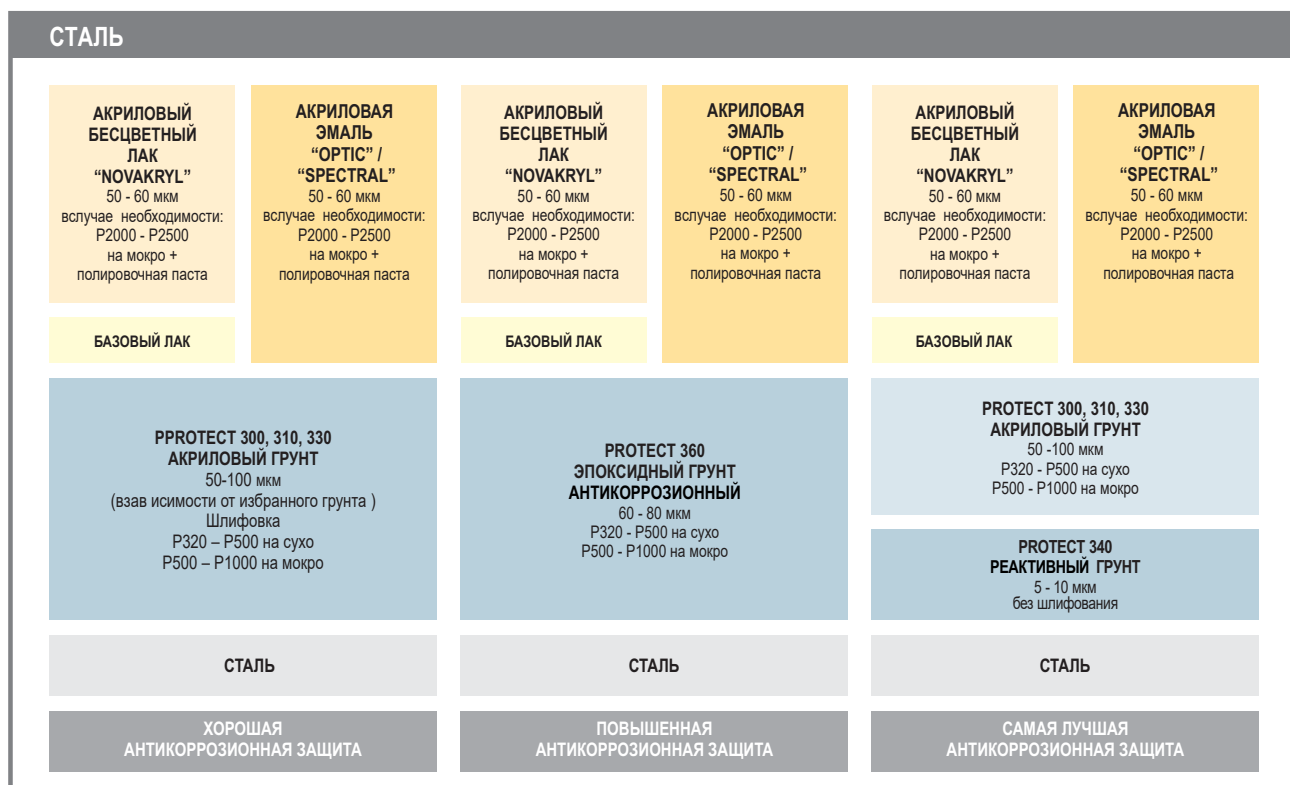 СТАЛЬ
АКРИЛОВЫЙ
БЕСЦВЕТНЫЙ
ЛАК
“NOVAKRYL”
50 - 60 мкм
вслучае необходимости:
P2000 - P2500
на мокро +
полировочная паста
БАЗОВЫЙ ЛАК
АКРИЛОВАЯ
ЭМАЛЬ
“OPTIC” /
“SPECTRAL”
50 - 60 мкм
вслучае необходимости:
P2000 - P2500
на мокро +
полировочная паста
PPROTECT 300, 310, 330
АКРИЛОВЫЙ ГРУНТ
50-100 мкм
(взав исимости от избранного грунта )
Шлифовка
P320 – P500 на сухо
P500 – P1000 на мокро
СТАЛЬ
ХОРОШАЯ
АНТИКОРРОЗИОННАЯ ЗАЩИТА
АКРИЛОВЫЙ
БЕСЦВЕТНЫЙ
ЛАК
“NOVAKRYL”
50 - 60 мкм
вслучае необходимости:
P2000 - P2500
на мокро +
полировочная паста
БАЗОВЫЙ ЛАК
АКРИЛОВАЯ
ЭМАЛЬ
“OPTIC” /
“SPECTRAL”
50 - 60 мкм
вслучае необходимости:
P2000 - P2500
на мокро +
полировочная паста
PROTECT 360
ЭПОКСИДНЫЙ ГРУНТ
АНТИКОРРОЗИОННЫЙ
60 - 80 мкм
P320 - P500 на сухо
P500 - P1000 на мокро
СТАЛЬ
ПОВЫШЕННАЯ
АНТИКОРРОЗИОННАЯ ЗАЩИТА
АКРИЛОВЫЙ
БЕСЦВЕТНЫЙ
ЛАК
“NOVAKRYL”
50 - 60 мкм
вслучае необходимости:
P2000 - P2500
на мокро +
полировочная паста
БАЗОВЫЙ ЛАК
АКРИЛОВАЯ
ЭМАЛЬ
“OPTIC” /
“SPECTRAL”
50 - 60 мкм
вслучае необходимости:
P2000 - P2500
на мокро +
полировочная паста
PROTECT 300, 310, 330
АКРИЛОВЫЙ ГРУНТ
50 -100 мкм
P320 - P500 на сухо
P500 - P1000 на мокро
PROTECT 340
РЕАКТИВНЫЙ ГРУНТ
5 - 10 мкм
без шлифования
СТАЛЬ
САМАЯ ЛУЧШАЯ
АНТИКОРРОЗИОННАЯ ЗАЩИТА